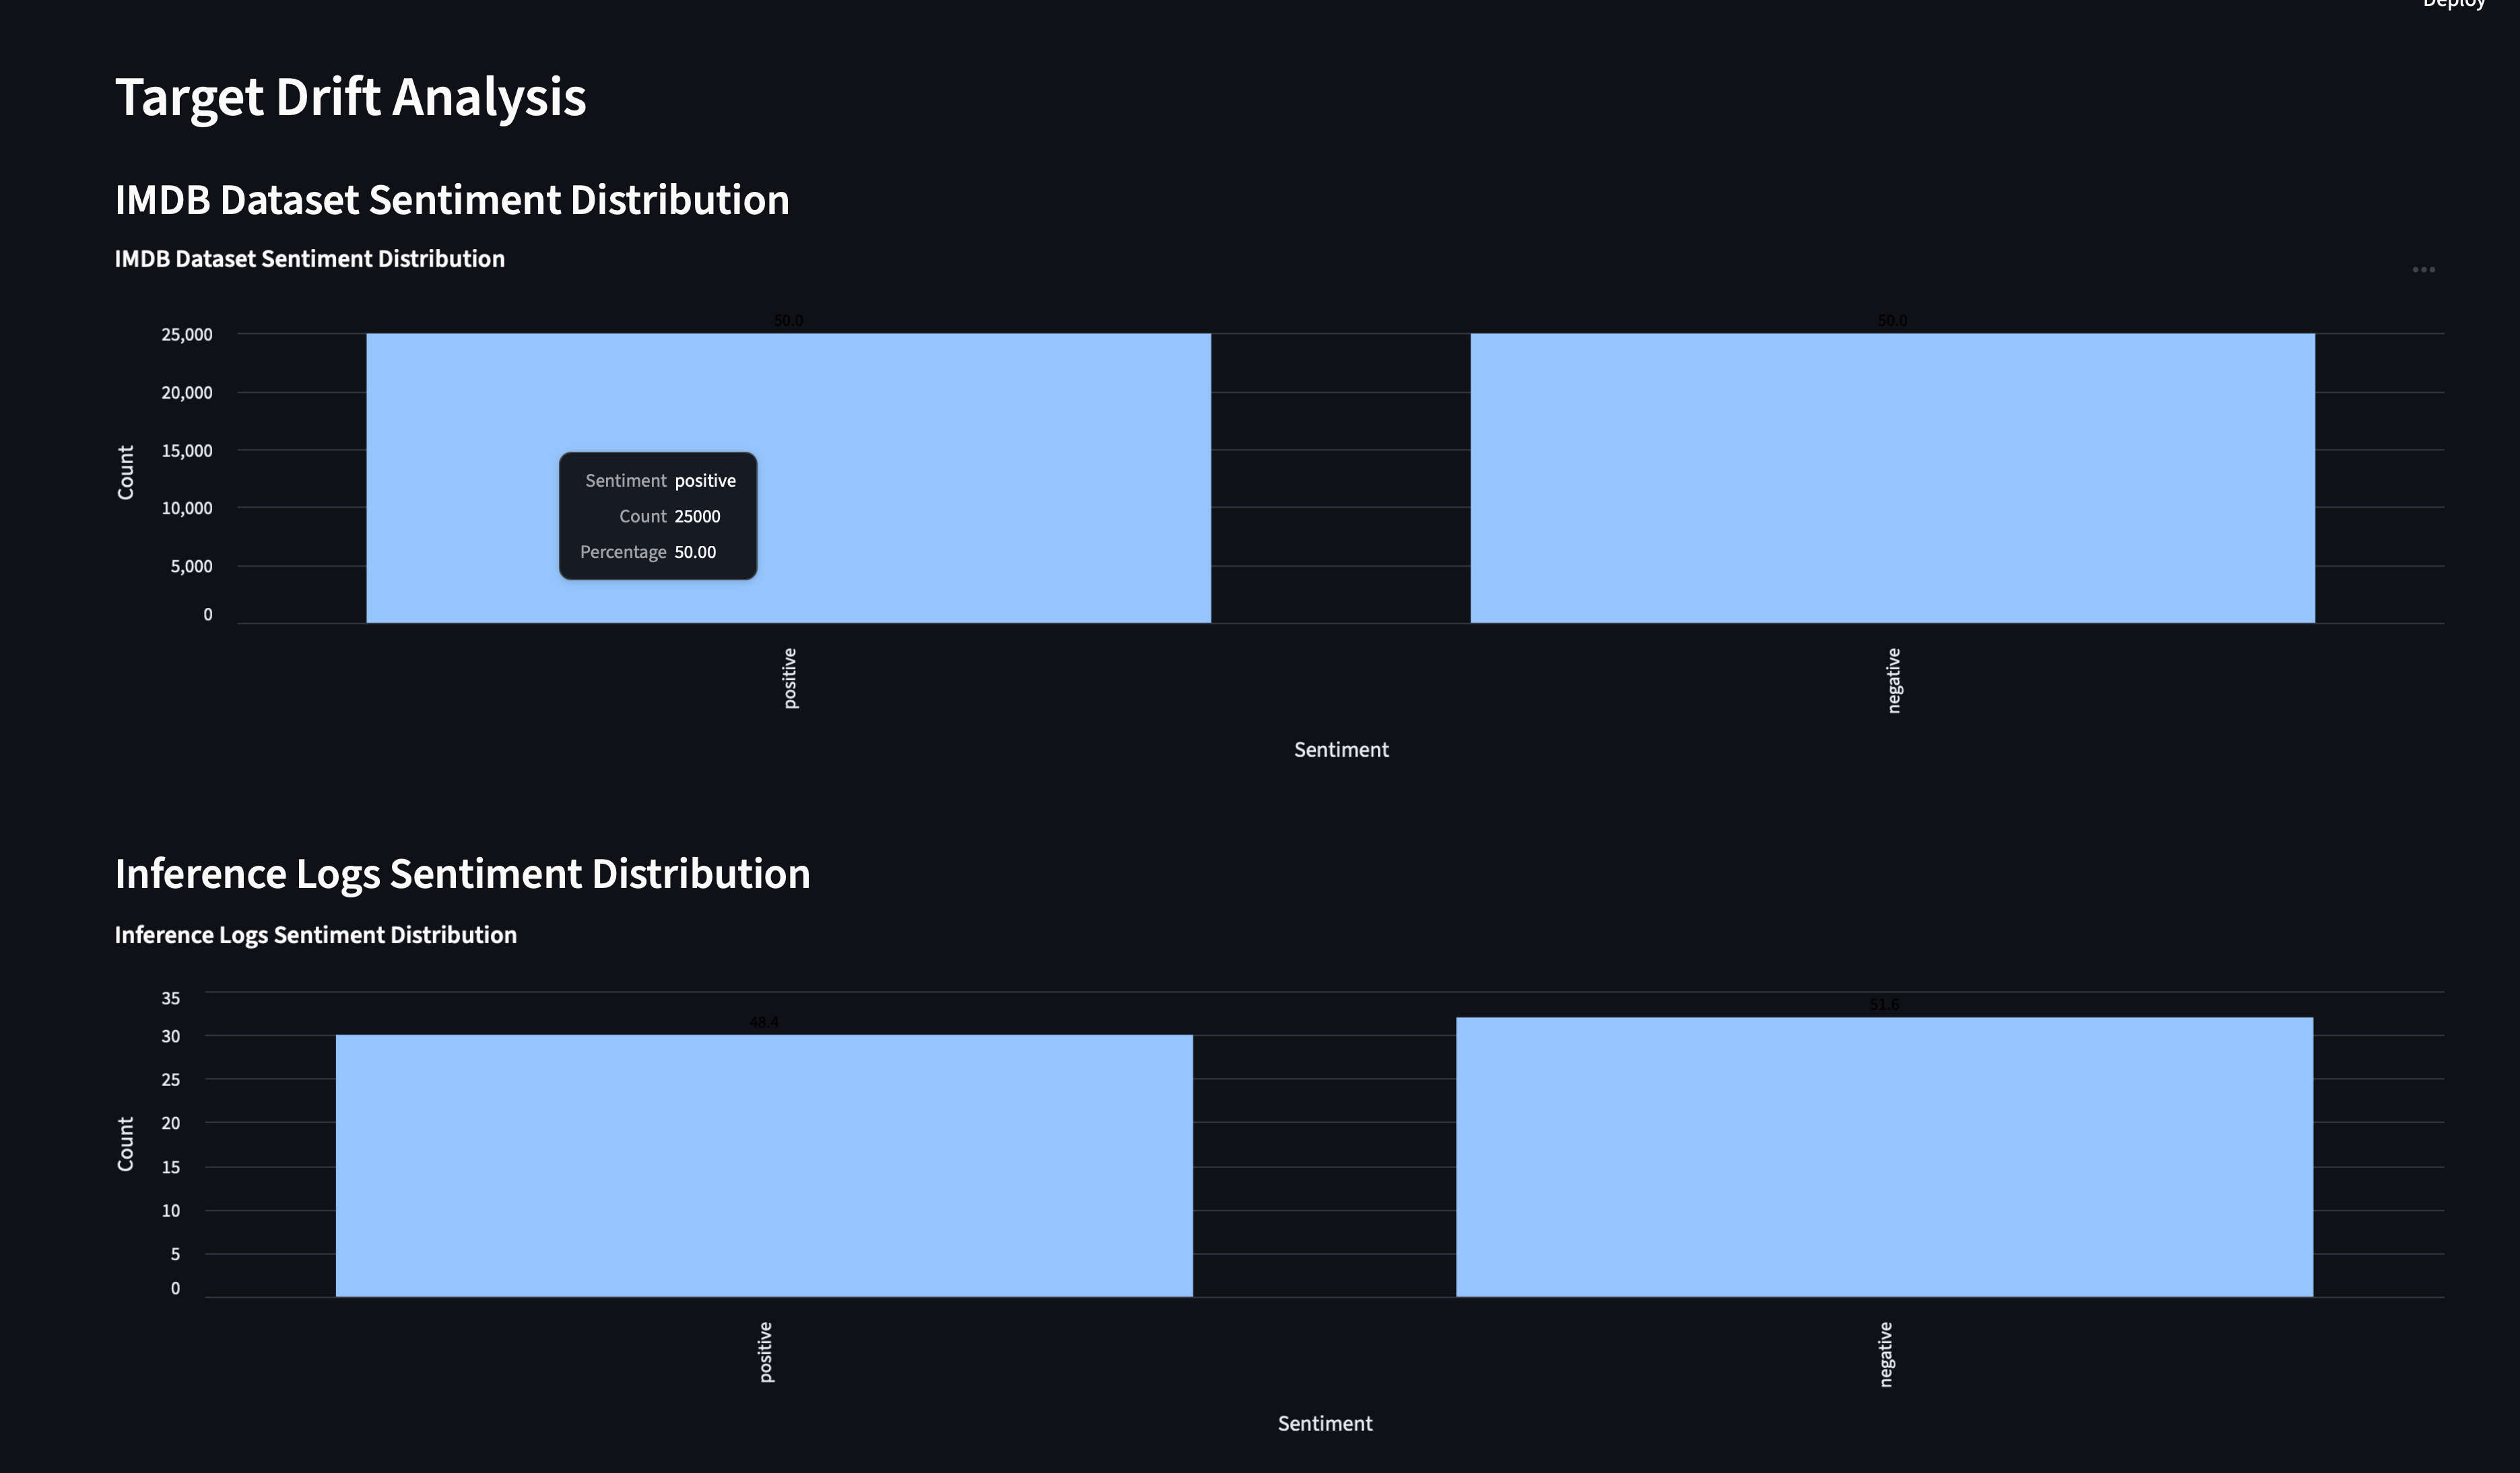 Deploy
Target Drift Analysis
IMDB Dataset Sentiment Distribution
IMDB Dataset Sentiment Distribution
50.0
50.0
25,000
20,000
15,000
10,000
5,000
0
Count
Sentiment positive
Count 25000
Percentage 50.00
positive
negative
Sentiment
Inference Logs Sentiment Distribution
Inference Logs Sentiment Distribution
35
30
25
20
15
10
5
0
Count
48.4
51.6
positive
negative
Sentiment